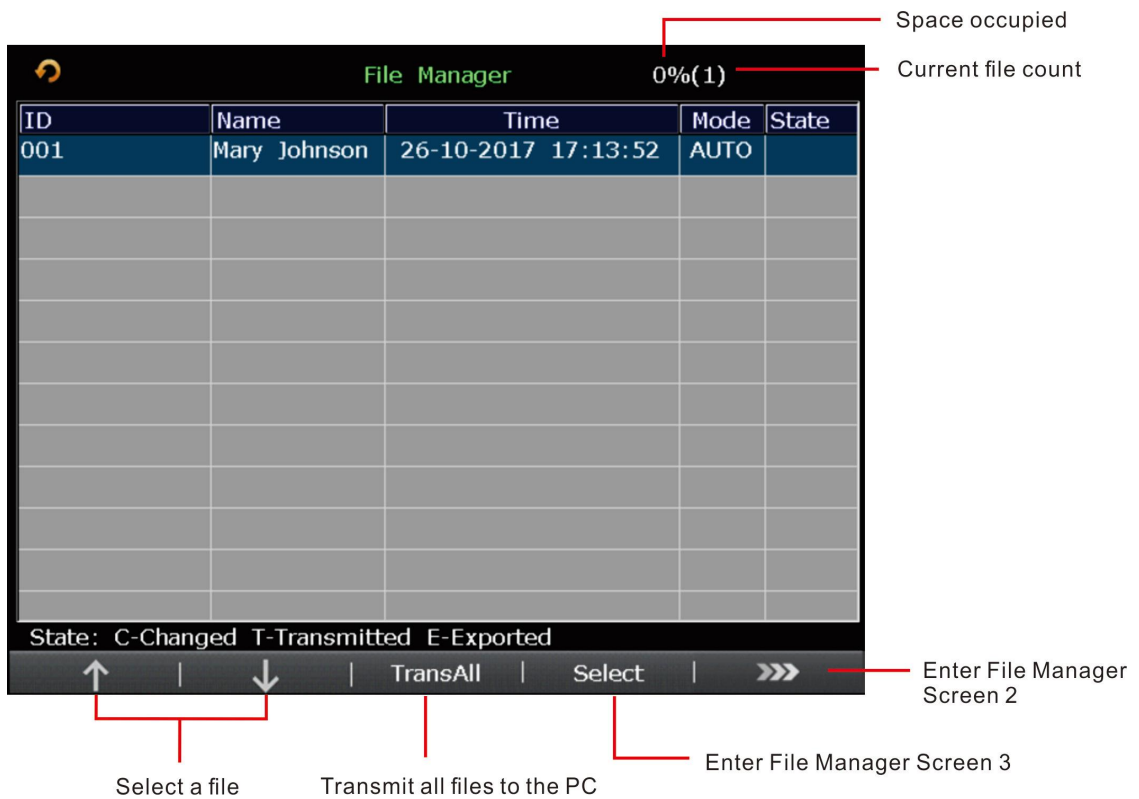 Space occupied
File Manager 0%(1)
Current file count
ID Name Time Mode State
001 Mary Johnson 26-10-2017 17:13:52 AUTO
State: C-Changed T-Transmitted E-Exported
↑ | ↓ | TransAll | Select | >>>
Enter File Manager
Screen 2
Enter File Manager Screen 3
Select a file
Transmit all files to the PC